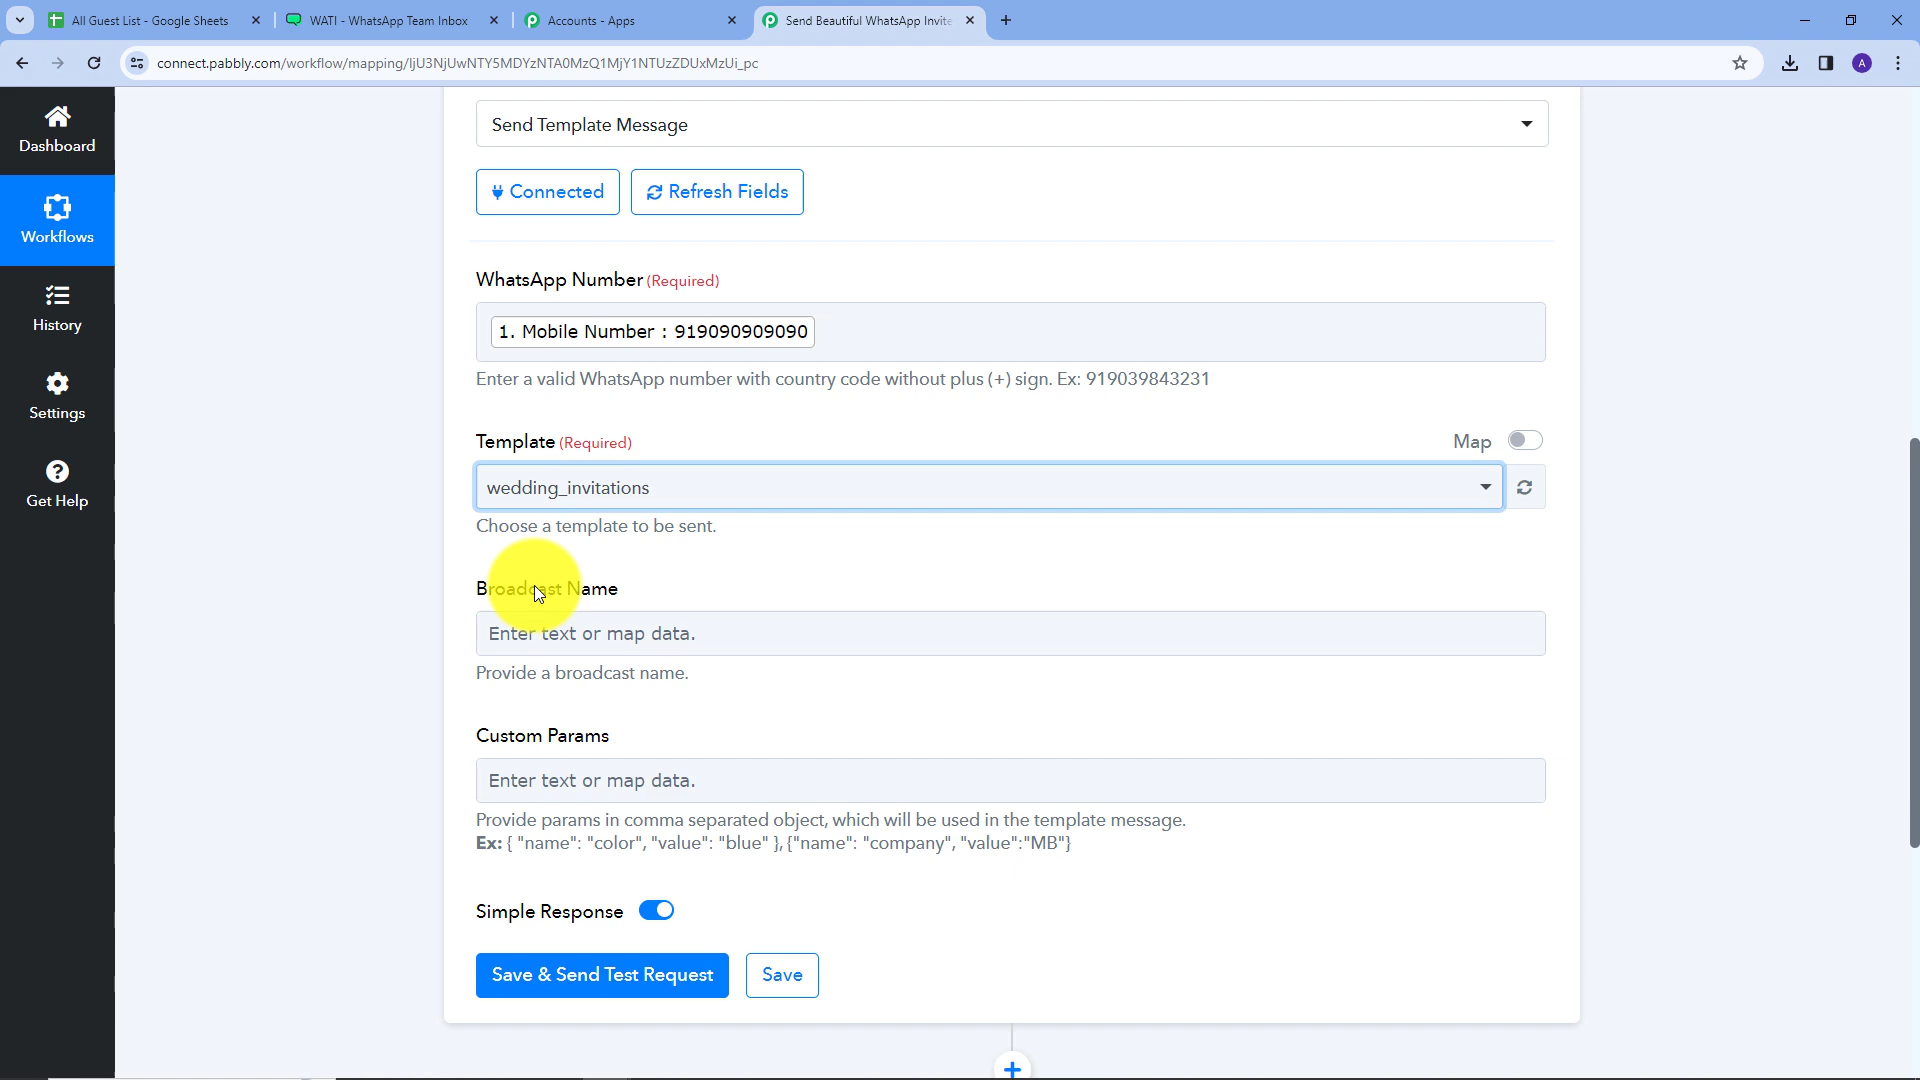 All Guest List - Google Sheets
WATI - WhatsApp Team Inbox
Accounts - Apps
Send Beautiful WhatsApp Invite
connect.pabbly.com/workflow/mapping/IjU3NjUwNTY5MDYzNTA0MzQ1MjY1NTUzZDUxMzUi_pc
A
Dashboard
Workflows
History
Settings
Get Help
Send Template Message
Connected
Refresh Fields
WhatsApp Number (Required)
1. Mobile Number : 919090909090
Enter a valid WhatsApp number with country code without plus (+) sign. Ex: 919039843231
Template (Required)
Map
wedding_invitations
Choose a template to be sent.
Broadcast Name
Enter text or map data.
Provide a broadcast name.
Custom Params
Enter text or map data.
Provide params in comma separated object, which will be used in the template message.
Ex: { "name": "color", "value": "blue" }, {"name": "company", "value":"MB"}
Simple Response
Save & Send Test Request
Save